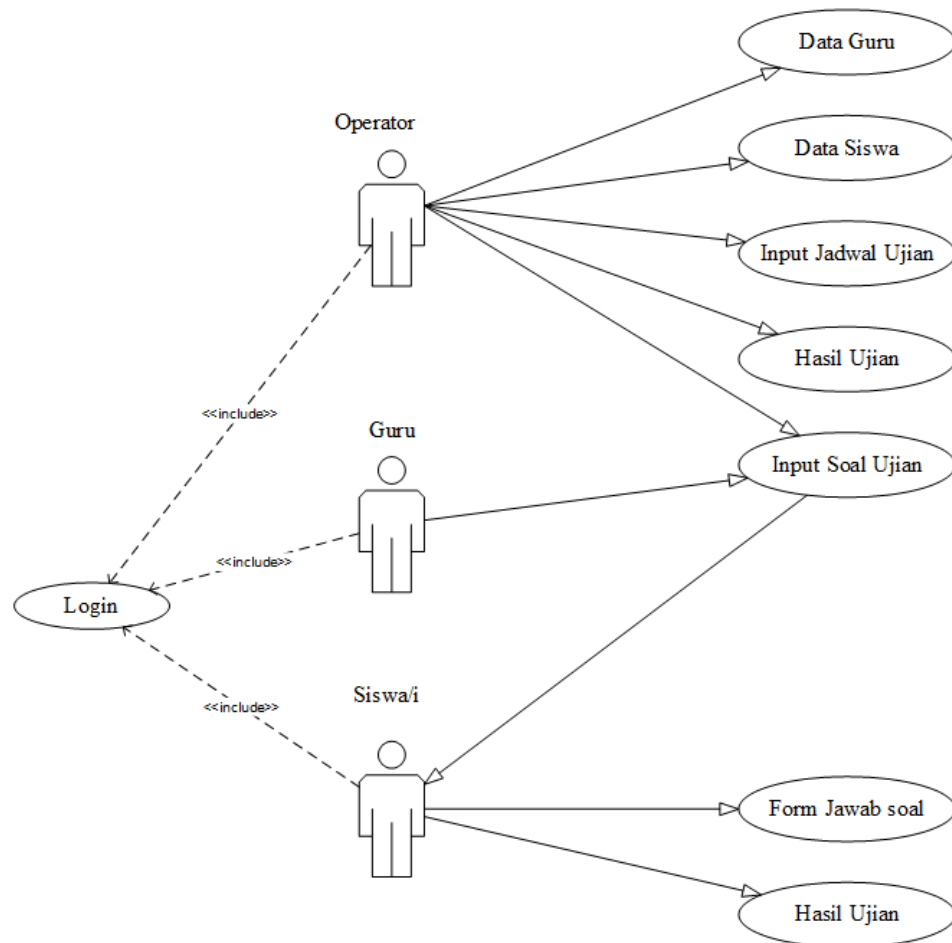 Data Guru
Operator
Data Siswa
Input Jadwal Ujian
Hasil Ujian
<<include>>
Guru
Input Soal Ujian
<<include>>
Login
Siswa/i
<<include>>
Form Jawab soal
Hasil Ujian